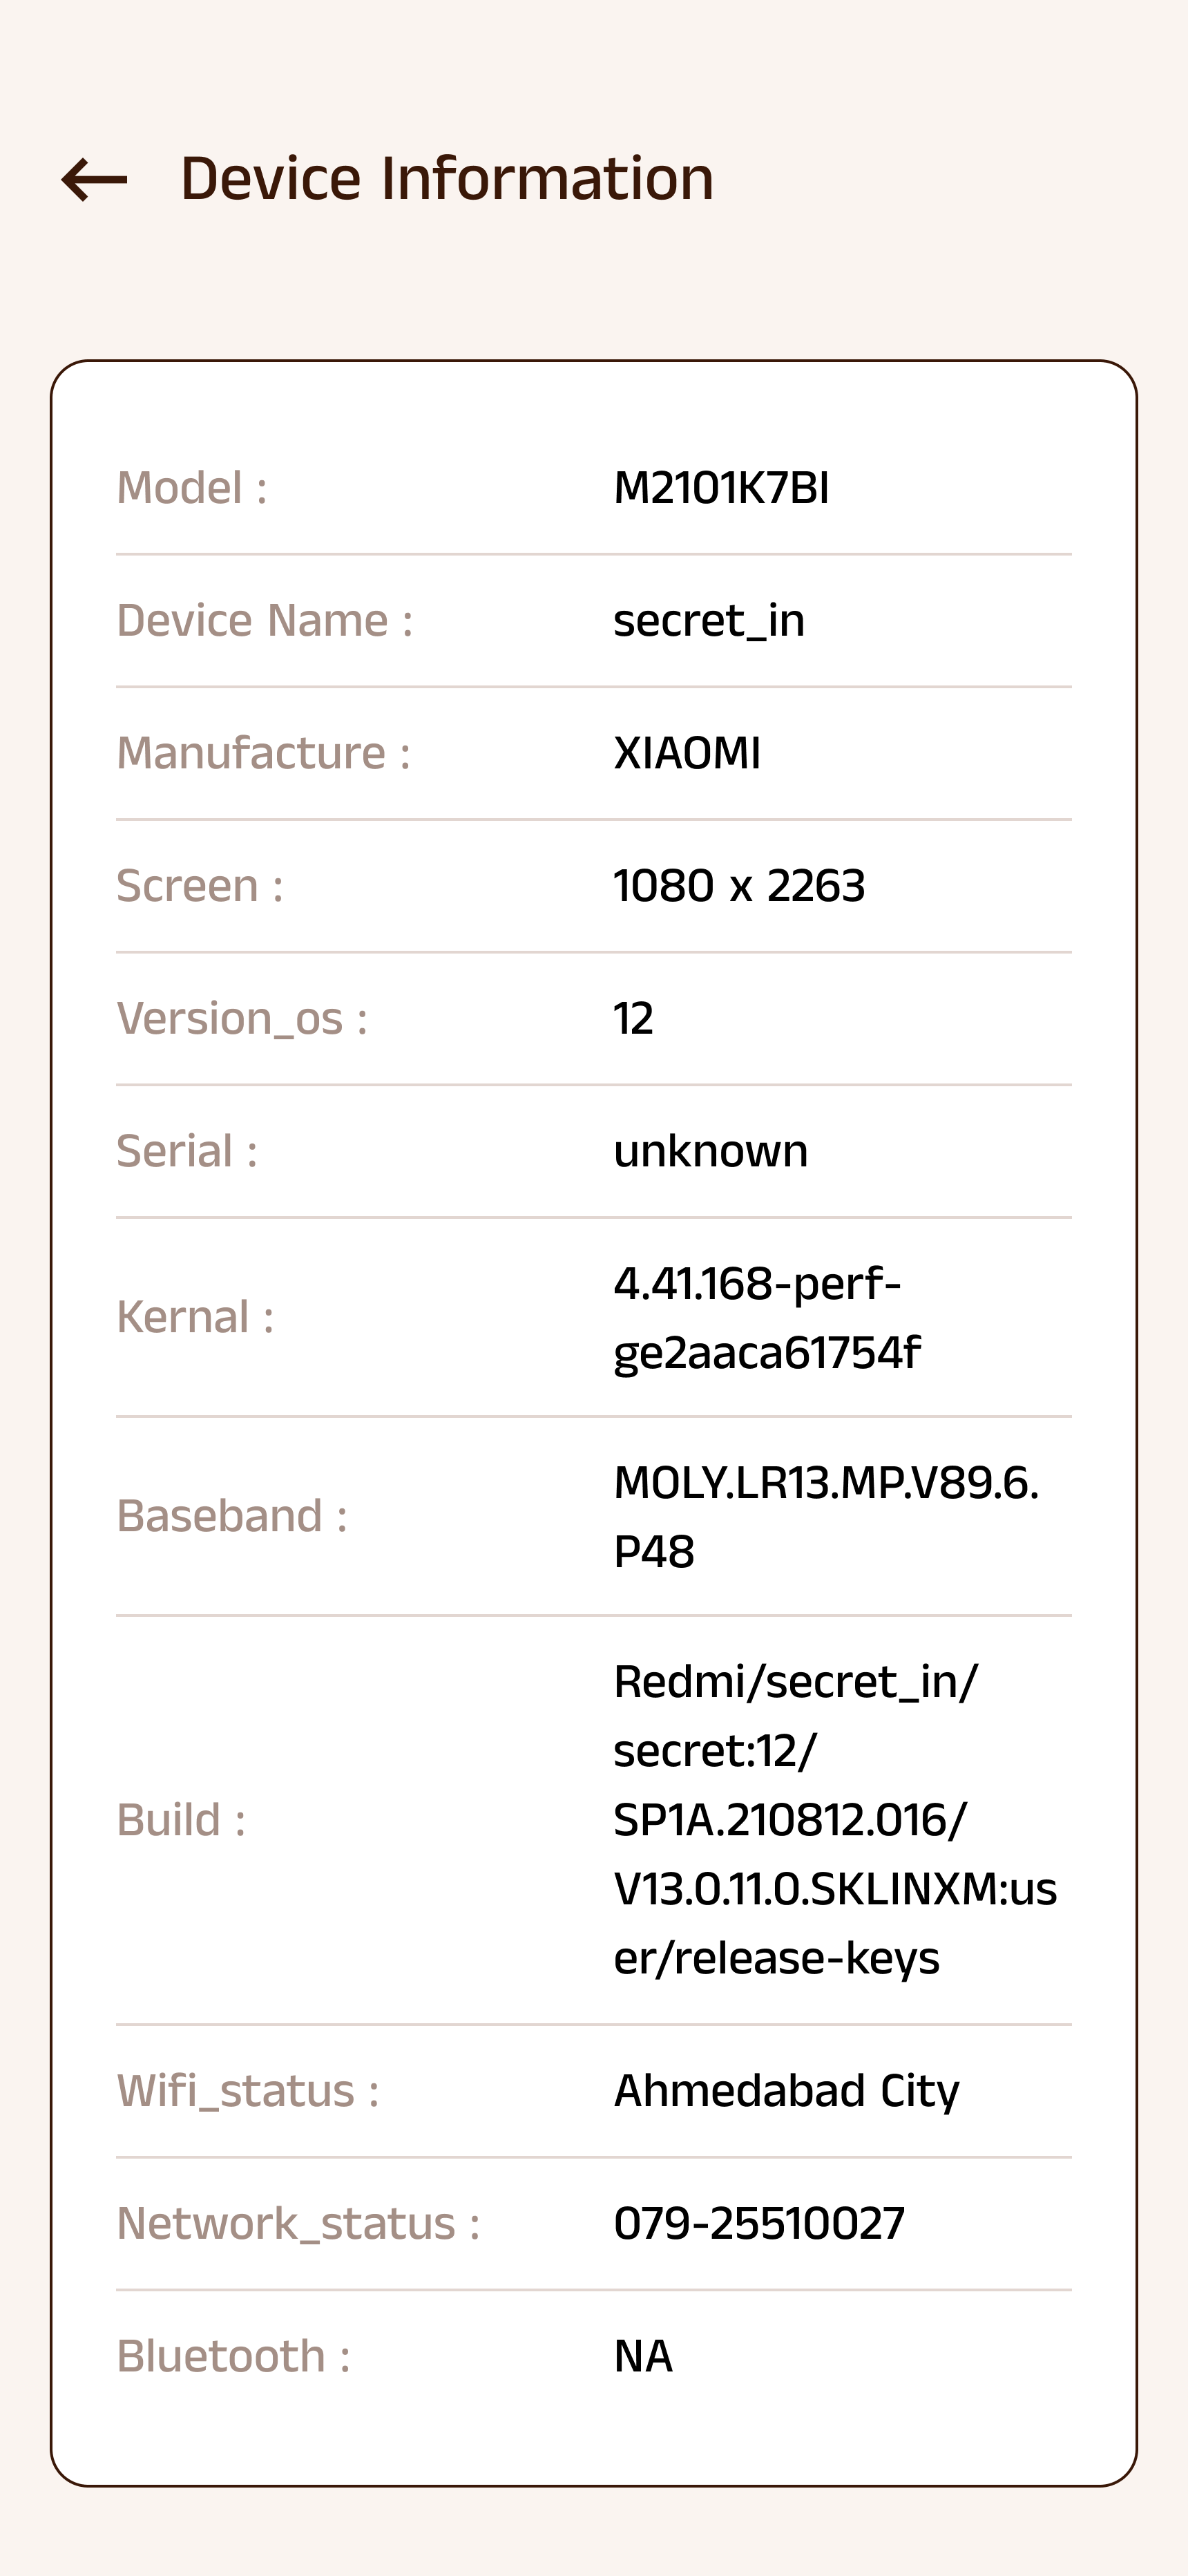 Device Information
Model : M2101K7BI
Device Name : secret_in
Manufacture : XIAOMI
Screen : 1080 x 2263
Version_os : 12
Serial : unknown
Kernal : 4.41.168-perf-
ge2aaca61754f
Baseband : MOLY.LR13.MP.V89.6.
P48
Build : Redmi/secret_in/
secret:12/
SP1A.210812.016/
V13.0.11.0.SKLINXM:us
er/release-keys
Wifi_status : Ahmedabad City
Network_status : 079-25510027
Bluetooth : NA